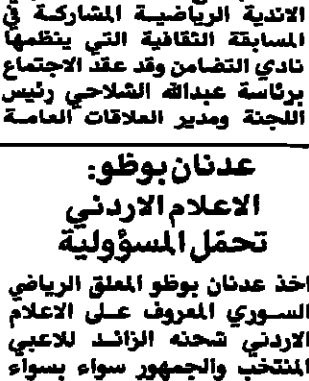 الاندية الرياضية المشاركة في
المسابقة الثقافية التي ينظمها
نادي التضامن وقد عقد الاجتماع
برئاسة عبدالله الشلاحي رئيس
اللجنة ومدير العلاقات العامة
عدنان بوظو:
الاعلام الاردني
تحمّل المسؤولية
اخذ عدنان بوظو المعلق الرياضي
السوري المعروف على الاعلام
الاردني شحنه الزائد للاعبي
المنتخب والجمهور سواء بسواء